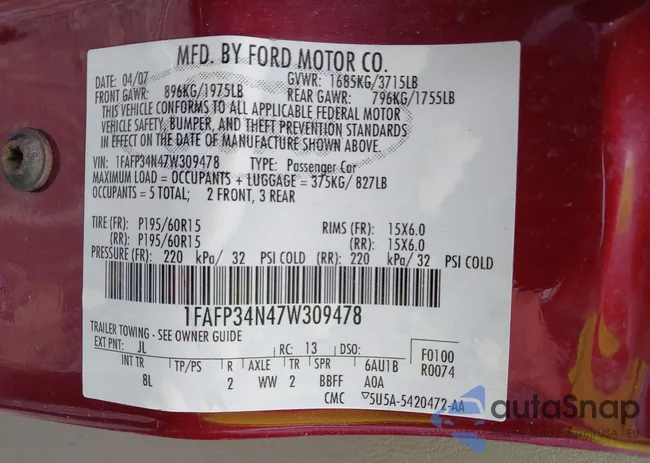 MFD. BY FORD MOTOR CO.
DATE: 04/07 GVWR: 1685KG/3715LB
FRONT GAWR: 896KG/1975LB REAR GAWR: 796KG/1755LB
THIS VEHICLE CONFORMS TO ALL APPLICABLE FEDERAL MOTOR
VEHICLE SAFETY, BUMPER, AND THEFT PREVENTION STANDARDS
IN EFFECT ON THE DATE OF MANUFACTURE SHOWN ABOVE.
VIN: 1FAFP34N47W309478 TYPE: Passenger Car
MAXIMUM LOAD = OCCUPANTS + LUGGAGE = 375KG/ 827LB
OCCUPANTS = 5 TOTAL; 2 FRONT, 3 REAR
TIRE (FR): P195/60R15 RIMS (FR): 15X6.0
(RR): P195/60R15 (RR): 15X6.0
PRESSURE (FR): 220 kPa/ 32 PSI COLD (RR): 220 kPa/ 32 PSI COLD
1FAFP34N47W309478
TRAILER TOWING - SEE OWNER GUIDE
EXT PNT: JL RC: 13 DSO: F0100
INT TR TP/PS R AXLE TR SPR 6AU1B R0074
8L 2 WW 2 BBFF A0A
CMC 5U5A-5420472-AA
autoSnap